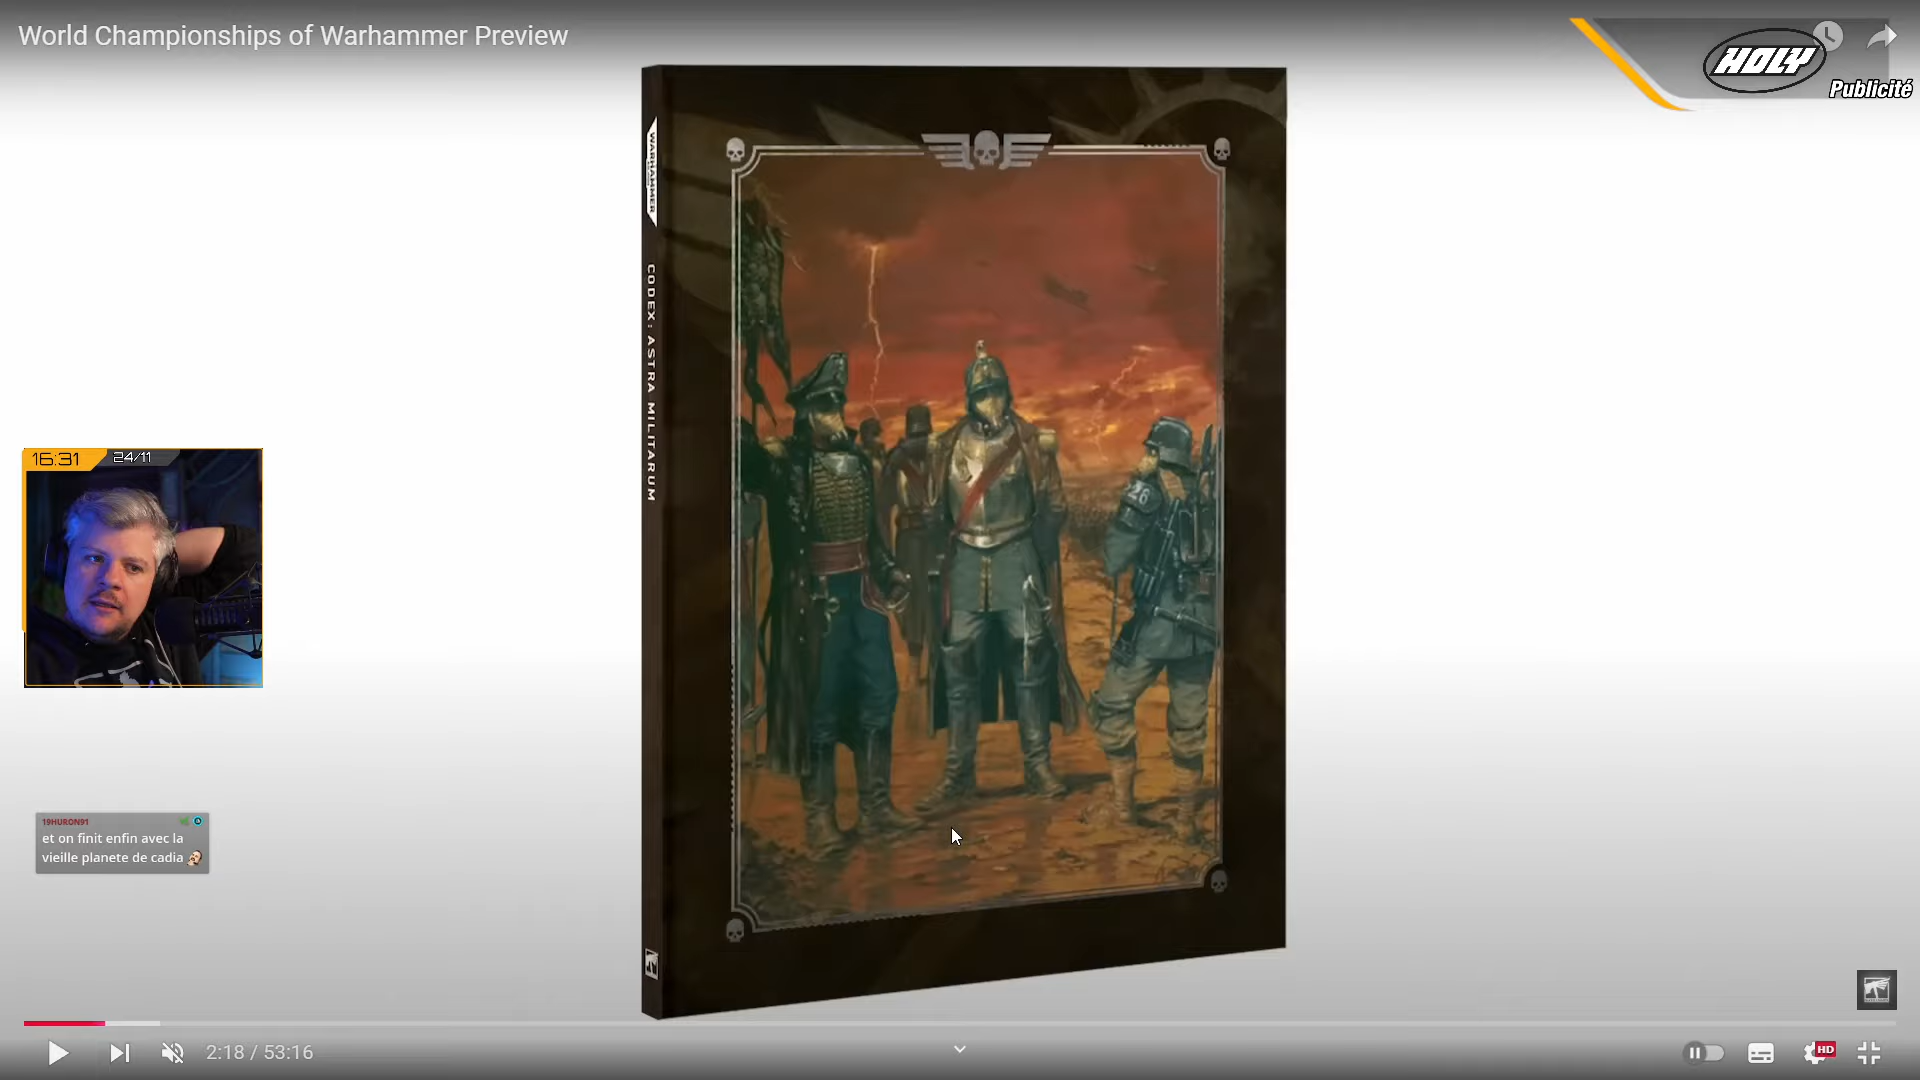 World Championships of Warhammer Preview
HOLY
Publicité
WARHAMMER
CODEX: ASTRA MILITARUM
16:31
24/11
226
19HURON91
et on finit enfin avec la
vieille planete de cadia
2:18 / 53:16
HD